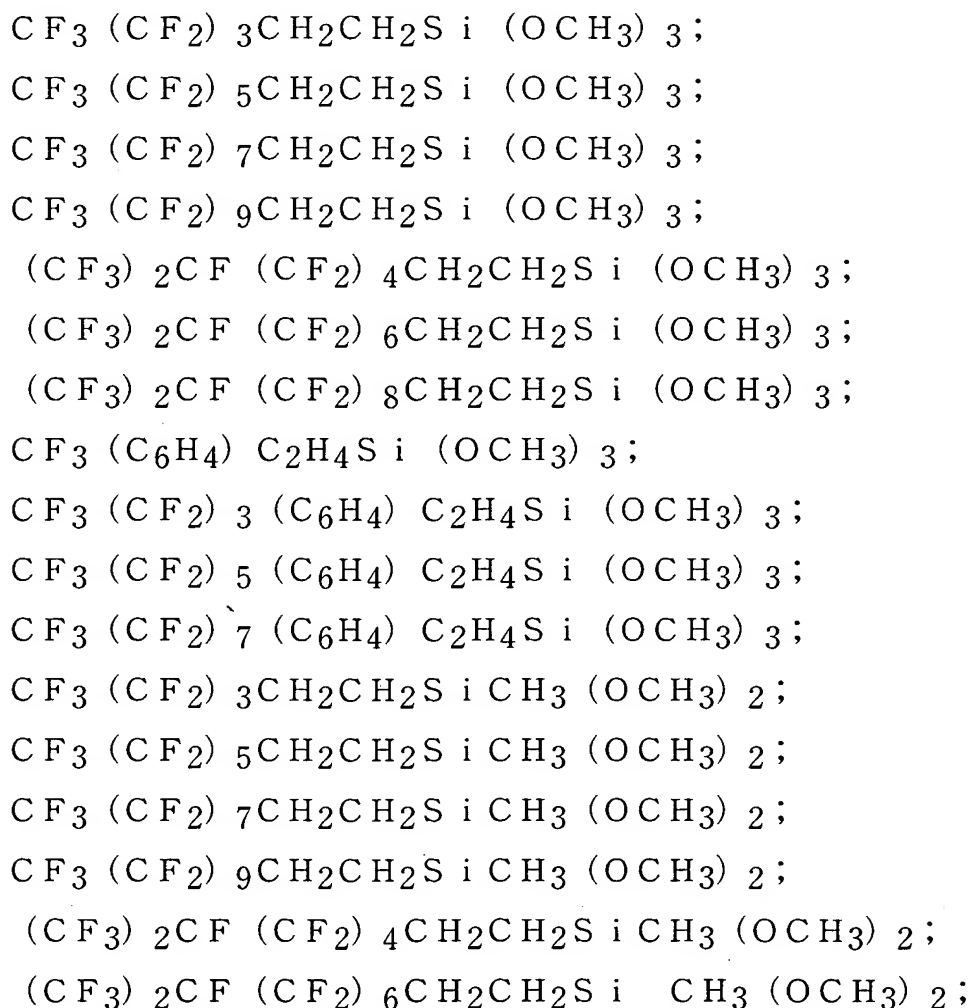 CF3(CF2)3CH2CH2Si(OCH3)3;
CF3(CF2)5CH2CH2Si(OCH3)3;
CF3(CF2)7CH2CH2Si(OCH3)3;
CF3(CF2)9CH2CH2Si(OCH3)3;
(CF3)2CF(CF2)4CH2CH2Si(OCH3)3;
(CF3)2CF(CF2)6CH2CH2Si(OCH3)3;
(CF3)2CF(CF2)8CH2CH2Si(OCH3)3;
CF3(C6H4)C2H4Si(OCH3)3;
CF3(CF2)3(C6H4)C2H4Si(OCH3)3;
CF3(CF2)5(C6H4)C2H4Si(OCH3)3;
CF3(CF2)7(C6H4)C2H4Si(OCH3)3;
CF3(CF2)3CH2CH2SiCH3(OCH3)2;
CF3(CF2)5CH2CH2SiCH3(OCH3)2;
CF3(CF2)7CH2CH2SiCH3(OCH3)2;
CF3(CF2)9CH2CH2SiCH3(OCH3)2;
(CF3)2CF(CF2)4CH2CH2SiCH3(OCH3)2;
(CF3)2CF(CF2)6CH2CH2Si CH3(OCH3)2;